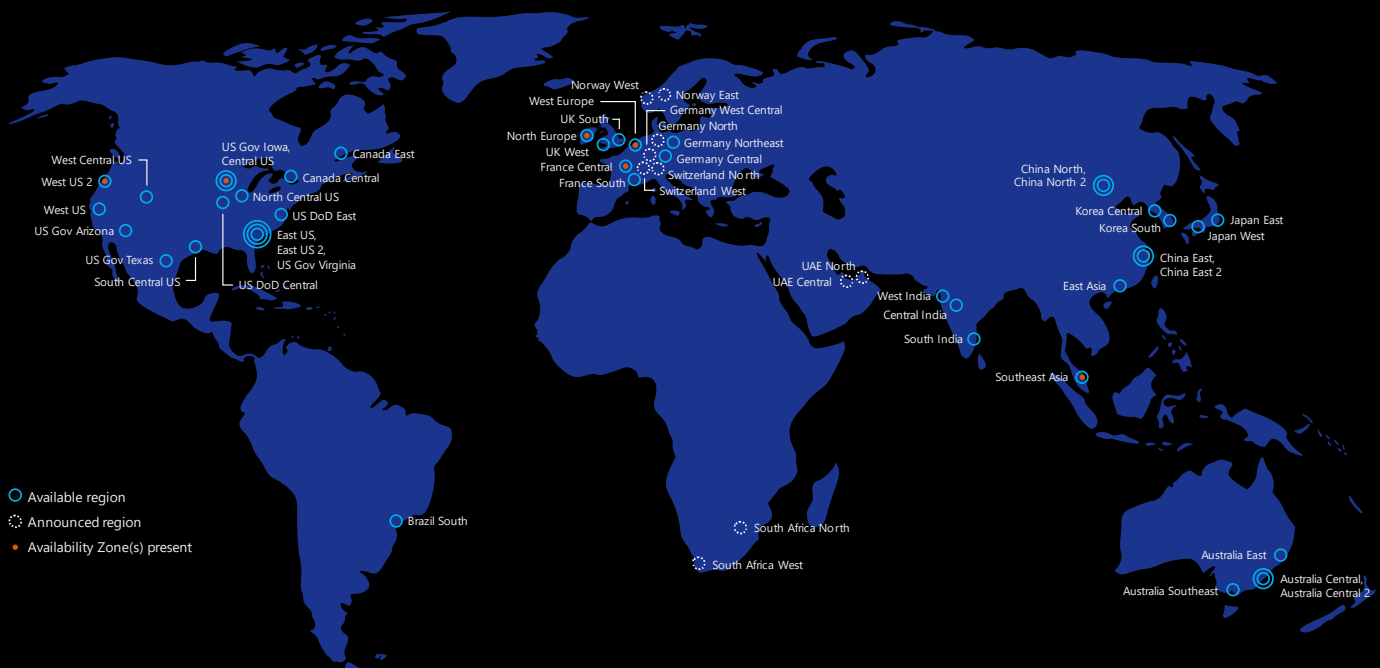 Norway West
Norway East
West Europe
Germany West Central
UK South
Germany North
North Europe
Germany Northeast
UK West
Germany Central
France Central
Switzerland North
France South
Switzerland West
West Central US
US Gov Iowa,
Central US
Canada East
West US 2
Canada Central
North Central US
West US
US DoD East
US Gov Arizona
East US,
East US 2,
US Gov Virginia
US Gov Texas
South Central US
US DoD Central
China North,
China North 2
Korea Central
Korea South
Japan East
Japan West
China East,
China East 2
UAE North
UAE Central
East Asia
West India
Central India
South India
Southeast Asia
Available region
Announced region
Availability Zone(s) present
Brazil South
South Africa North
South Africa West
Australia East
Australia Central,
Australia Central 2
Australia Southeast